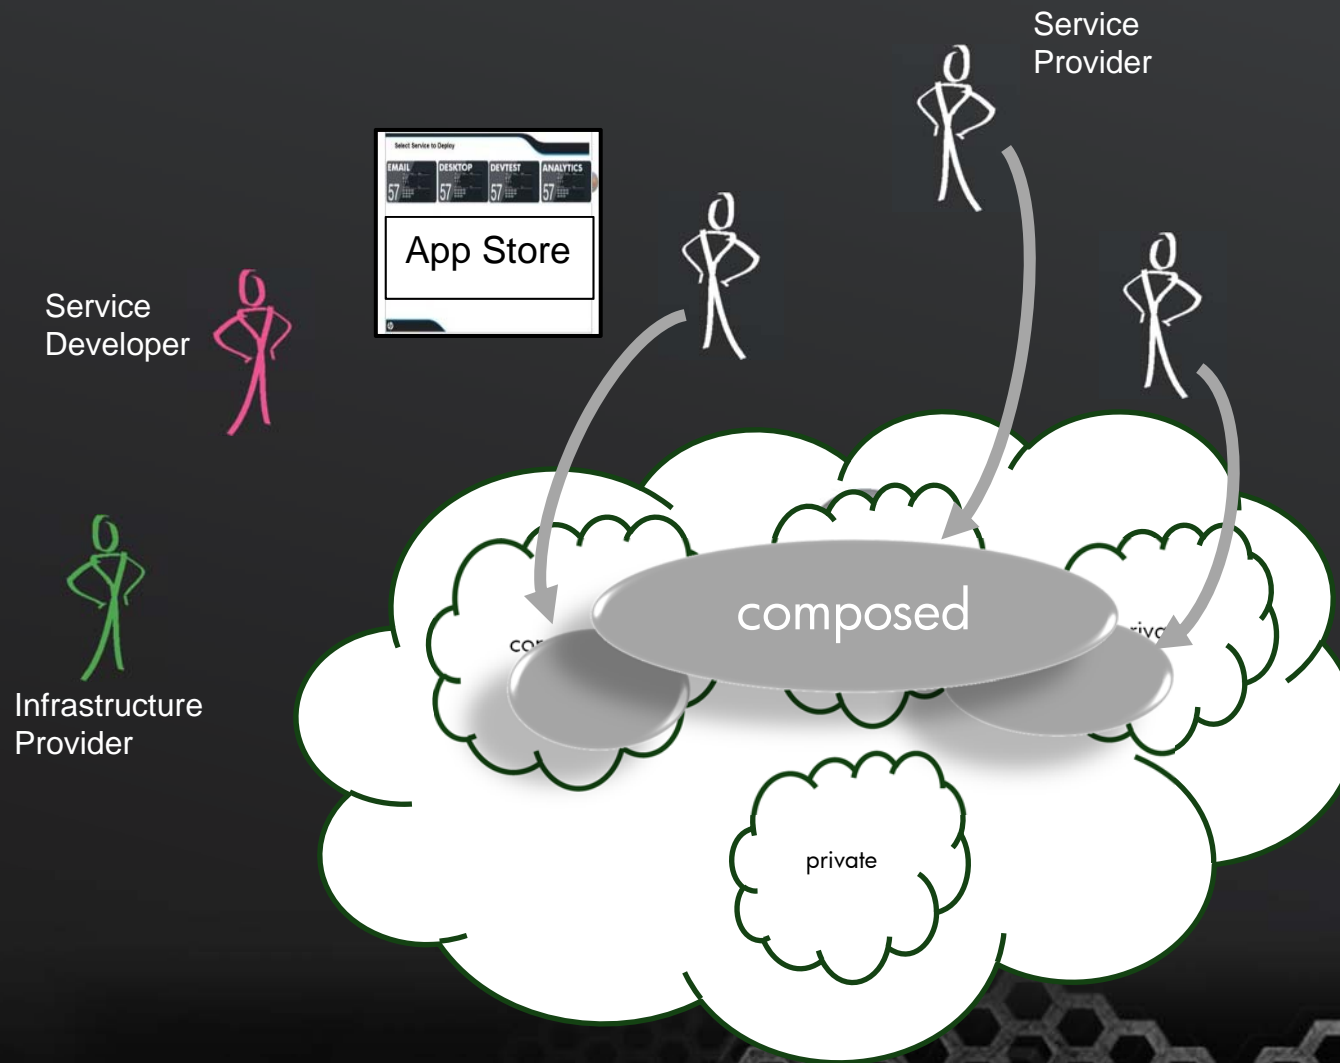 Service
Provider
Select Service to Deploy
EMAIL DESKTOP DEVTEST ANALYTICS
57 57 57 57
App Store
Service
Developer
composed
private
Infrastructure
Provider